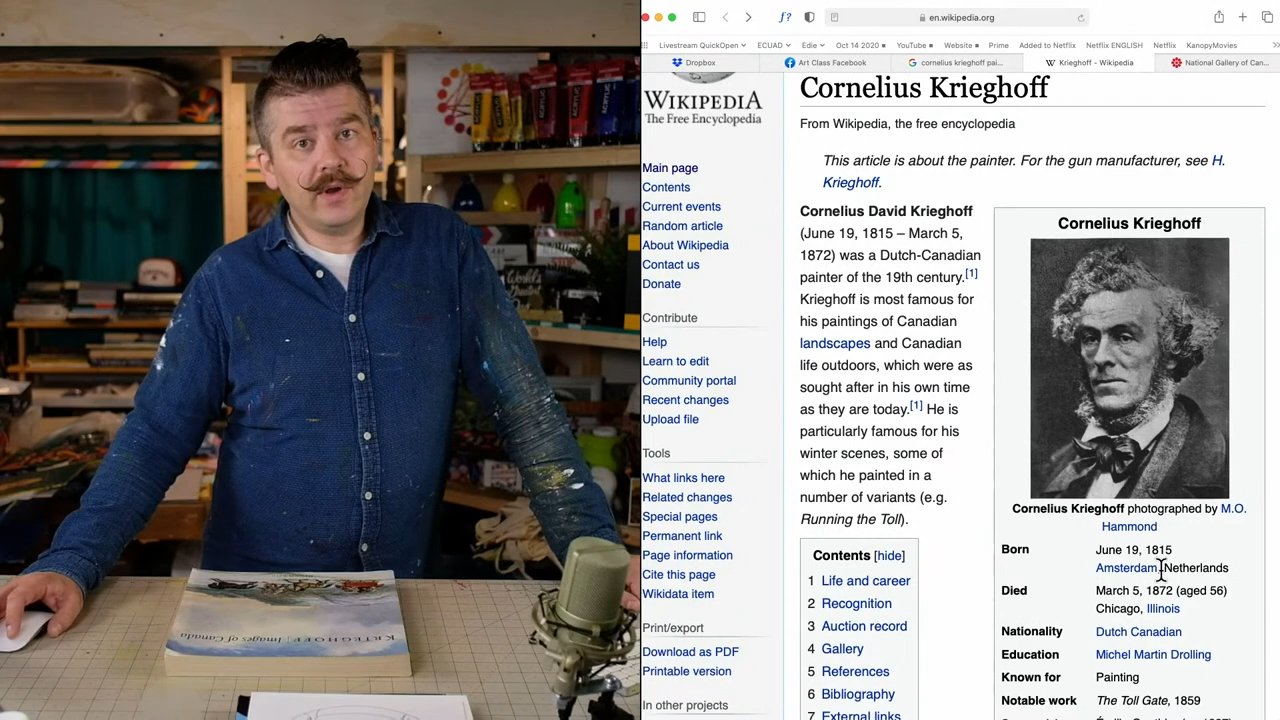 en.wikipedia.org
Livestream QuickOpen ECUAD Edie Oct 14 2020 YouTube Website Prime Added to Netflix Netflix ENGLISH Netflix KanopyMovies
Dropbox
Art Class Facebook
cornelius krieghoff pai...
Krieghoff - Wikipedia
National Gallery of Can...
WIKIPEDIA
The Free Encyclopedia
Main page
Contents
Current events
Random article
About Wikipedia
Contact us
Donate
Contribute
Help
Learn to edit
Community portal
Recent changes
Upload file
Tools
What links here
Related changes
Special pages
Permanent link
Page information
Cite this page
Wikidata item
Print/export
Download as PDF
Printable version
In other projects
Cornelius Krieghoff
From Wikipedia, the free encyclopedia
This article is about the painter. For the gun manufacturer, see H.
Krieghoff.
Cornelius David Krieghoff
(June 19, 1815 – March 5,
1872) was a Dutch-Canadian
painter of the 19th century.[1]
Krieghoff is most famous for
his paintings of Canadian
landscapes and Canadian
life outdoors, which were as
sought after in his own time
as they are today.[1] He is
particularly famous for his
winter scenes, some of
which he painted in a
number of variants (e.g.
Running the Toll).
Contents [hide]
1 Life and career
2 Recognition
3 Auction record
4 Gallery
5 References
6 Bibliography
7 External links
Cornelius Krieghoff
Cornelius Krieghoff photographed by M.O.
Hammond
Born June 19, 1815
Amsterdam, Netherlands
Died March 5, 1872 (aged 56)
Chicago, Illinois
Nationality Dutch Canadian
Education Michel Martin Drolling
Known for Painting
Notable work The Toll Gate, 1859
KRIEGHOFF Images of Canada
ACRYLIC
ACRYLIC